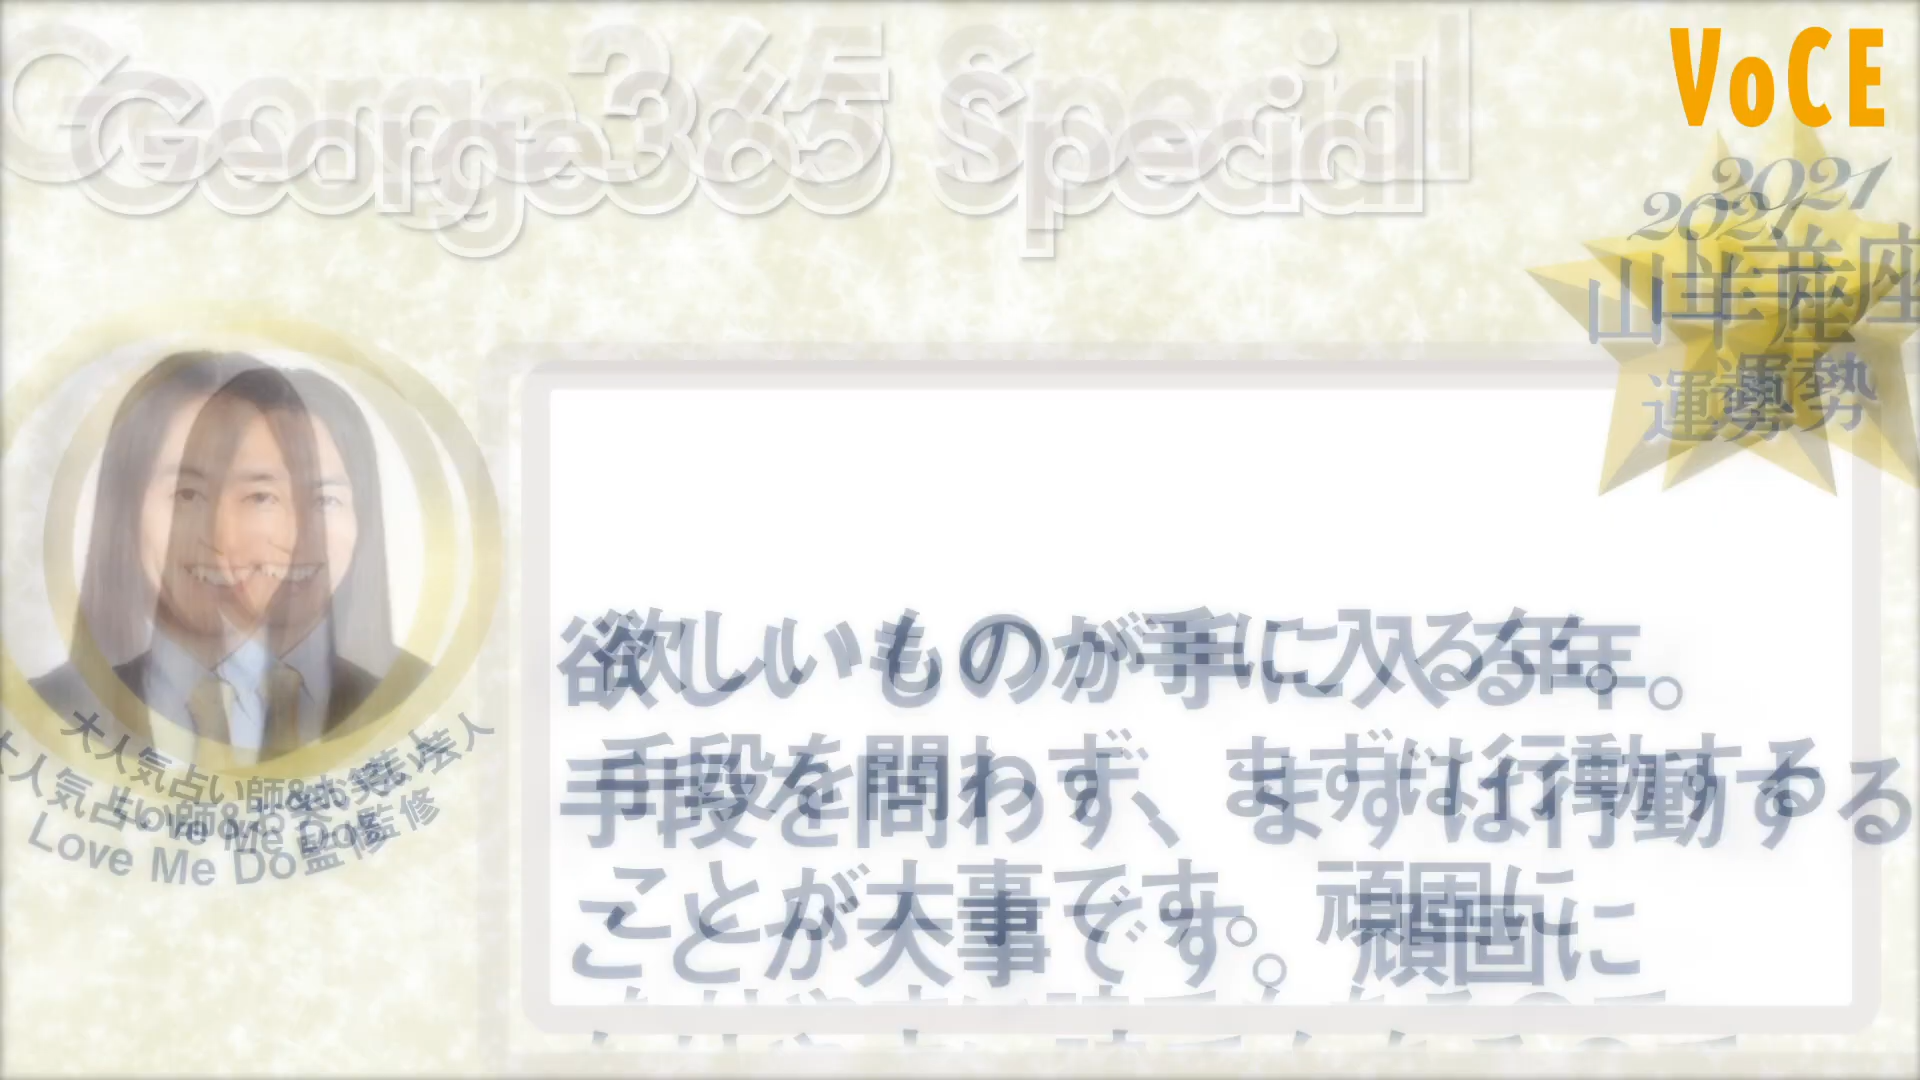 George365 Special
VoCE
2021
山羊座
運勢
欲しいものが手に入る年。
手段を問わず、まずは行動する
ことが大事です。頑固に
大人気占い師&お笑い芸人
Love Me Do監修